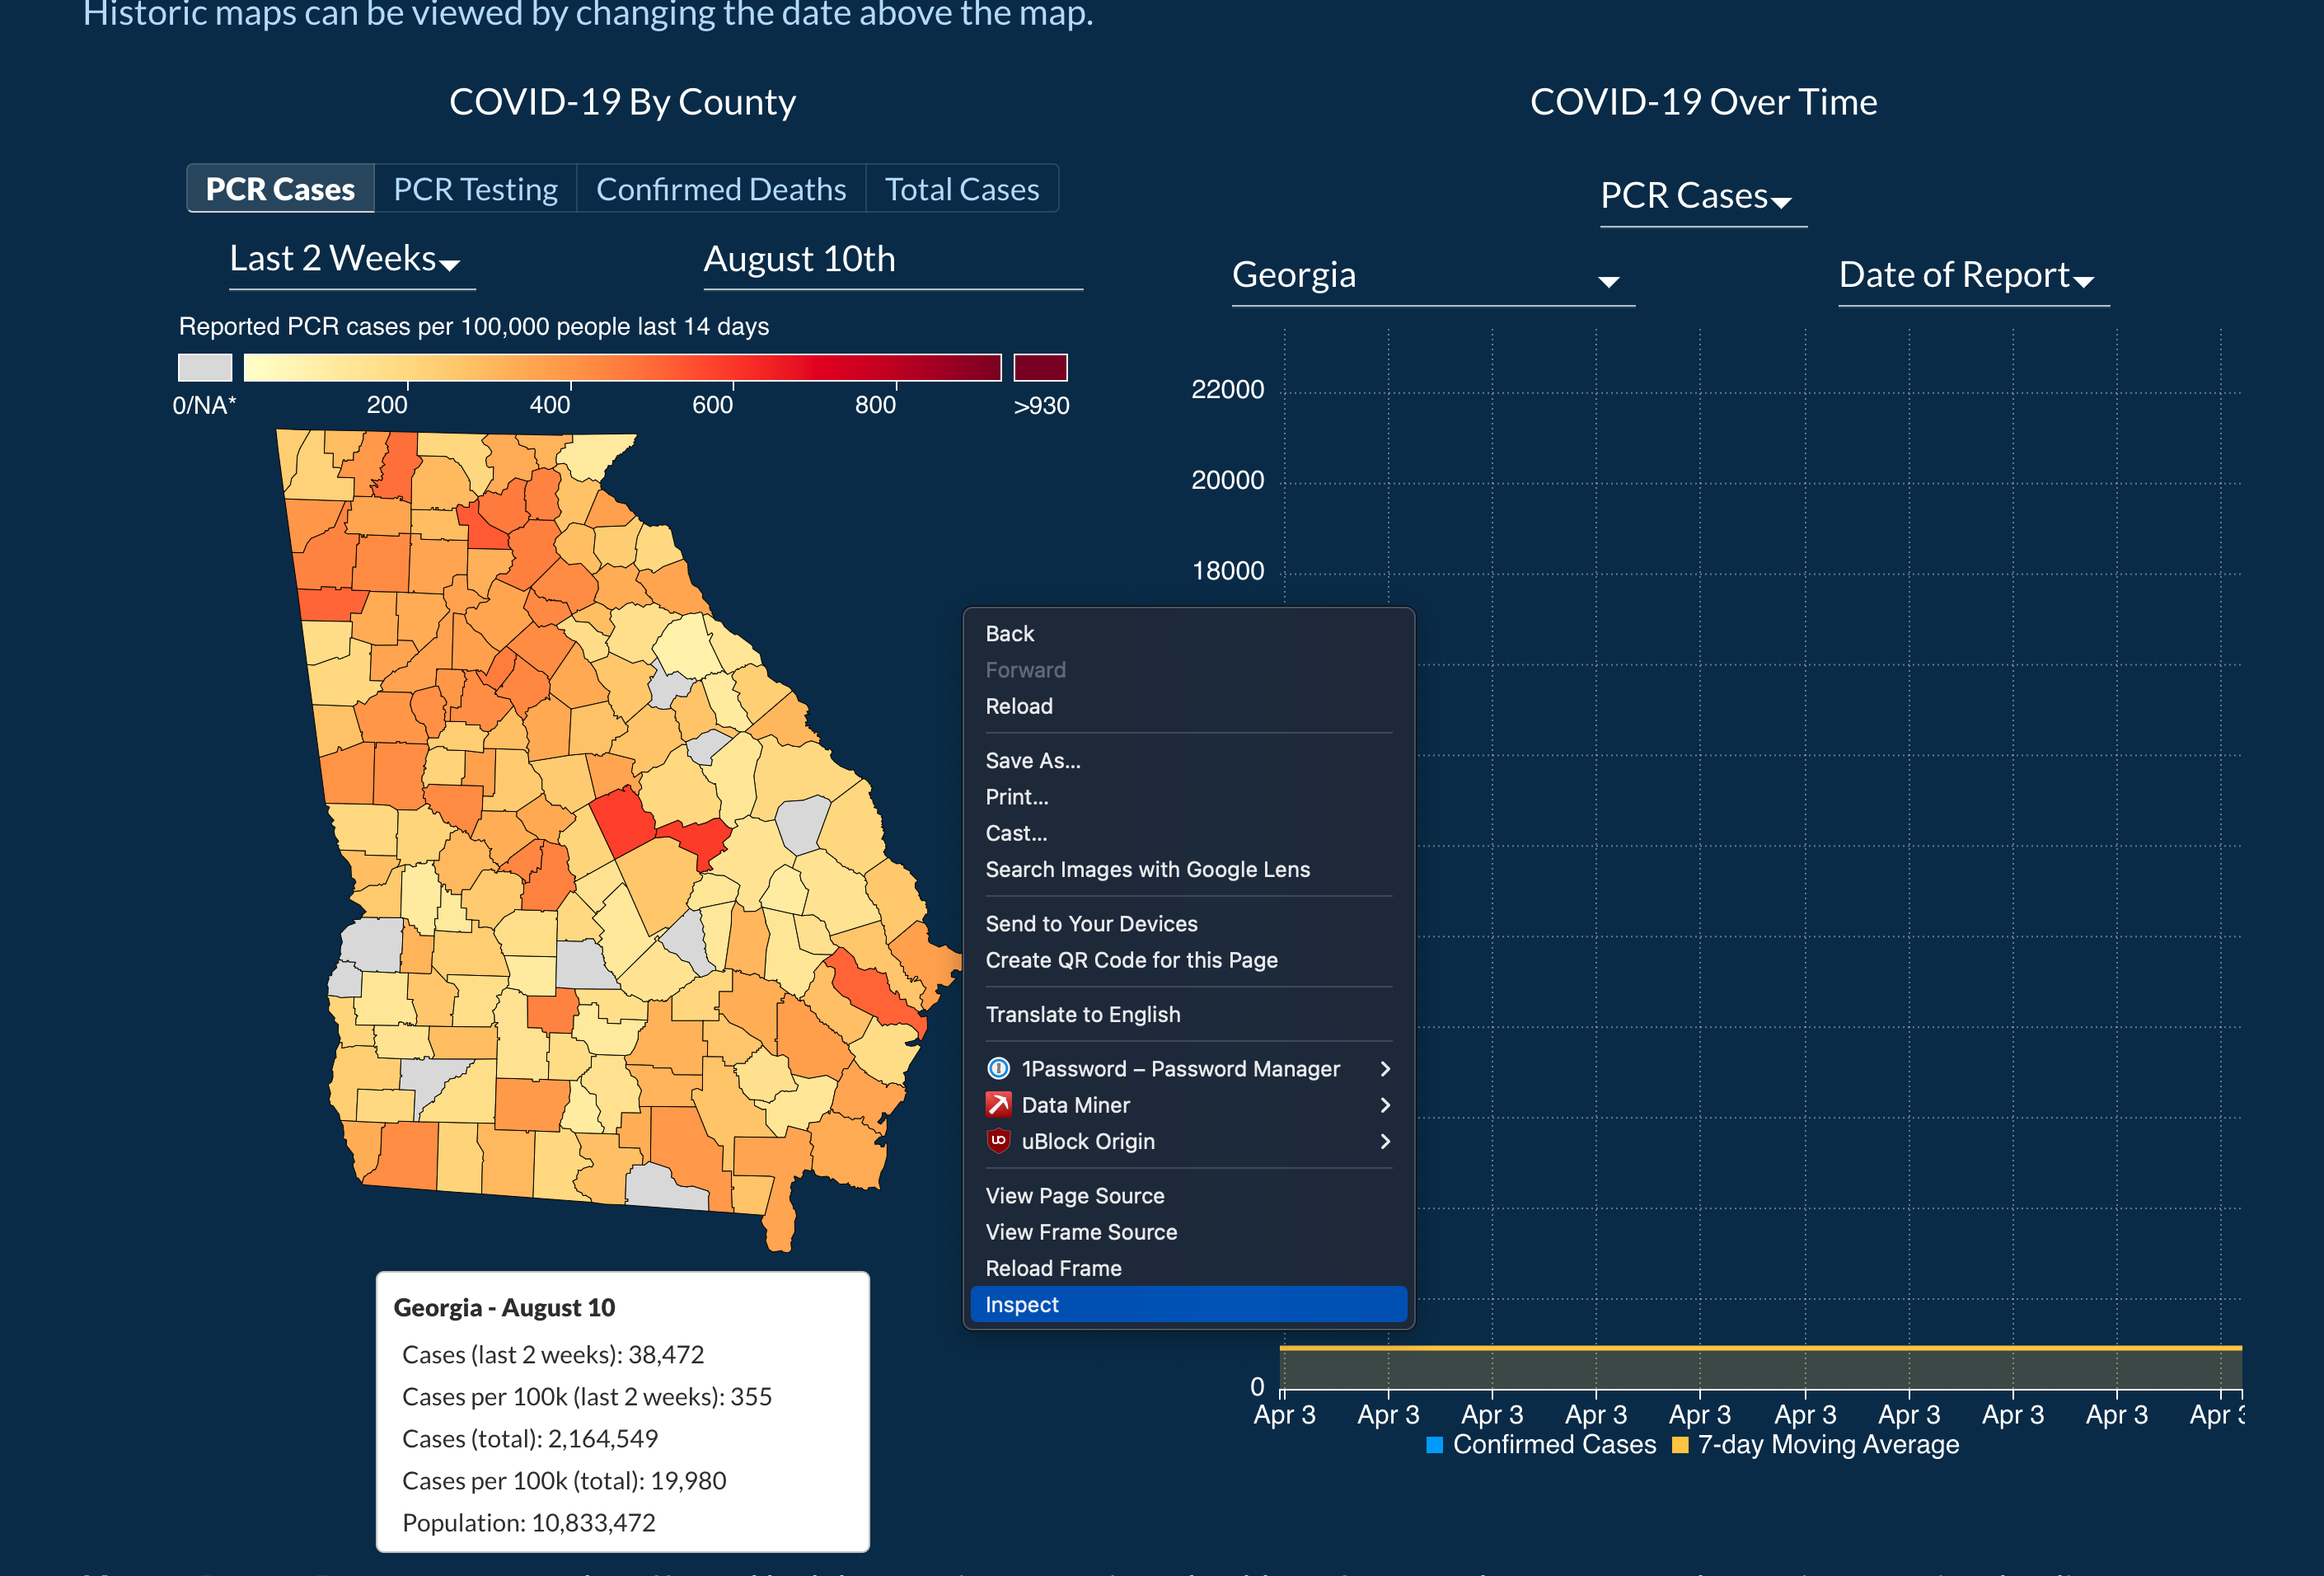 Historic maps can be viewed by changing the date above the map.
COVID-19 By County
PCR Cases PCR Testing Confirmed Deaths Total Cases
Last 2 Weeks August 10th
Reported PCR cases per 100,000 people last 14 days
0/NA* 200 400 600 800 >930
Georgia - August 10
Cases (last 2 weeks): 38,472
Cases per 100k (last 2 weeks): 355
Cases (total): 2,164,549
Cases per 100k (total): 19,980
Population: 10,833,472
Back
Forward
Reload
Save As...
Print...
Cast...
Search Images with Google Lens
Send to Your Devices
Create QR Code for this Page
Translate to English
1Password – Password Manager
Data Miner
uBlock Origin
View Page Source
View Frame Source
Reload Frame
Inspect
COVID-19 Over Time
PCR Cases
Georgia Date of Report
22000
20000
18000
0
Apr 3 Apr 3 Apr 3 Apr 3 Apr 3 Apr 3 Apr 3 Apr 3 Apr 3 Apr
Confirmed Cases 7-day Moving Average